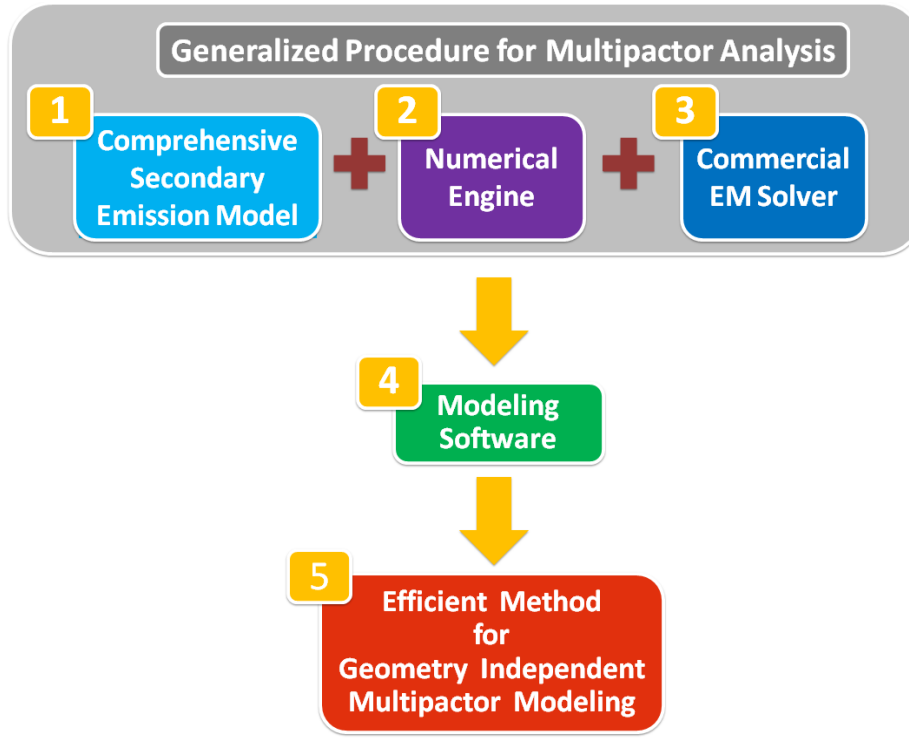 Generalized Procedure for Multipactor Analysis
1
Comprehensive
Secondary
Emission Model
2
Numerical
Engine
3
Commercial
EM Solver
4
Modeling
Software
5
Efficient Method
for
Geometry Independent
Multipactor Modeling